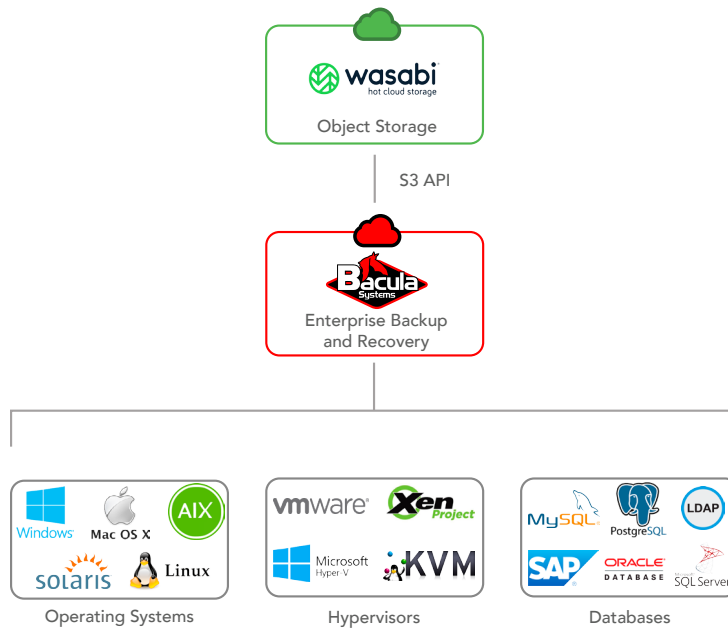 wasabi
hot cloud storage
Object Storage
S3 API
Bacula
Systems
Enterprise Backup
and Recovery
Windows
Mac OS X
AIX
solaris
Linux
vmware®
Xen
Project
Microsoft
Hyper-V
KVM
MySQL®
PostgreSQL
LDAP
SAP
ORACLE
DATABASE
Microsoft
SQL Server
Operating Systems
Hypervisors
Databases